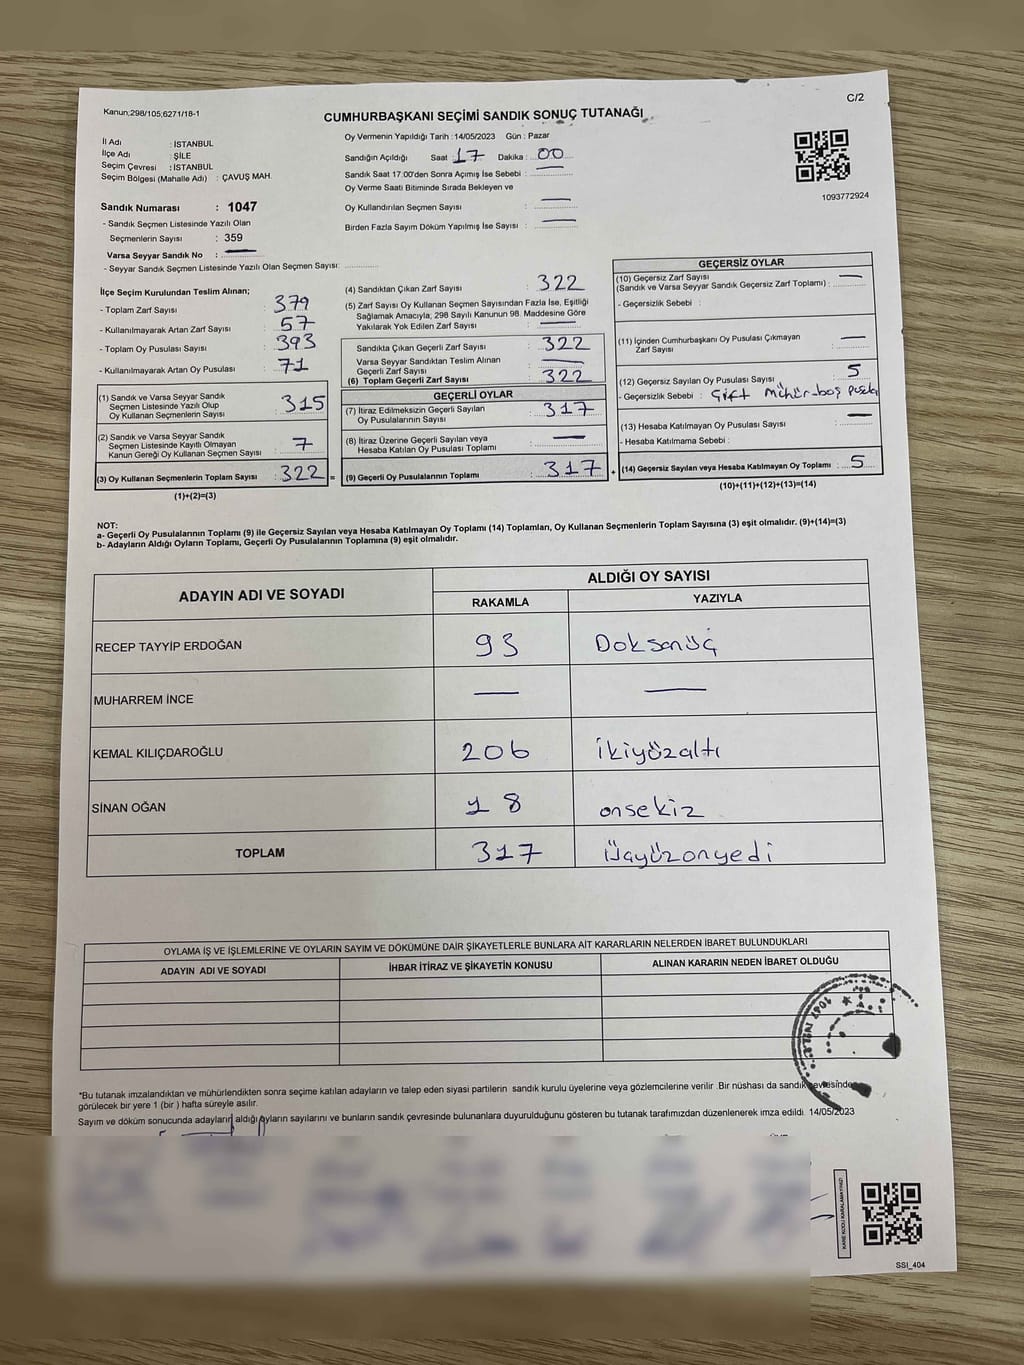 Kanun;298/105;6271/18-1
C/2
CUMHURBAŞKANI SEÇİMİ SANDIK SONUÇ TUTANAĞI
İl Adı : İSTANBUL
İlçe Adı : ŞİLE
Seçim Çevresi : İSTANBUL
Seçim Bölgesi (Mahalle Adı) : ÇAVUŞ MAH.
Oy Vermenin Yapıldığı Tarih : 14/05/2023 Gün : Pazar
Sandığın Açıldığı Saat : 17 Dakika : 00
Sandık Saat 17:00'den Sonra Açımış İse Sebebi :
Oy Verme Saati Bitiminde Sırada Bekleyen ve
Oy Kullandırılan Seçmen Sayısı : —
Birden Fazla Sayım Döküm Yapılmış İse Sayısı : —
1093772924
Sandık Numarası : 1047
- Sandık Seçmen Listesinde Yazılı Olan
Seçmenlerin Sayısı : 359
Varsa Seyyar Sandık No : —
- Seyyar Sandık Seçmen Listesinde Yazılı Olan Seçmen Sayısı:
İlçe Seçim Kurulundan Teslim Alınan;
- Toplam Zarf Sayısı : 379
- Kullanılmayarak Artan Zarf Sayısı : 57
- Toplam Oy Pusulası Sayısı : 393
- Kullanılmayarak Artan Oy Pusulası : 71
(1) Sandık ve Varsa Seyyar Sandık
Seçmen Listesinde Yazılı Olup
Oy Kullanan Seçmenlerin Sayısı : 315
(2) Sandık ve Varsa Seyyar Sandık
Seçmen Listesinde Kayıtlı Olmayan
Kanun Gereği Oy Kullanan Seçmen Sayısı : 7
(3) Oy Kullanan Seçmenlerin Toplam Sayısı : 322 =
(1)+(2)=(3)
(4) Sandıktan Çıkan Zarf Sayısı : 322
(5) Zarf Sayısı Oy Kullanan Seçmen Sayısından Fazla İse, Eşitliği
Sağlamak Amacıyla; 298 Sayılı Kanunun 98. Maddesine Göre
Yakılarak Yok Edilen Zarf Sayısı : —
Sandıkta Çıkan Geçerli Zarf Sayısı : 322
Varsa Seyyar Sandıktan Teslim Alınan
Geçerli Zarf Sayısı : —
(6) Toplam Geçerli Zarf Sayısı : 322
GEÇERLİ OYLAR
(7) İtiraz Edilmeksizin Geçerli Sayılan
Oy Pusulalarının Sayısı : 317
(8) İtiraz Üzerine Geçerli Sayılan veya
Hesaba Katılan Oy Pusulası Toplamı : —
(9) Geçerli Oy Pusulalarının Toplamı : 317 +
GEÇERSİZ OYLAR
(10) Geçersiz Zarf Sayısı
(Sandık ve Varsa Seyyar Sandık Geçersiz Zarf Toplamı) : —
- Geçersizlik Sebebi :
(11) İçinden Cumhurbaşkanı Oy Pusulası Çıkmayan
Zarf Sayısı : —
(12) Geçersiz Sayılan Oy Pusulası Sayısı : 5
- Geçersizlik Sebebi : Çift mühür-boş pusula
(13) Hesaba Katılmayan Oy Pusulası Sayısı : —
- Hesaba Katılmama Sebebi :
(14) Geçersiz Sayılan veya Hesaba Katılmayan Oy Toplamı : 5
(10)+(11)+(12)+(13)=(14)
NOT:
a- Geçerli Oy Pusulalarının Toplamı (9) ile Geçersiz Sayılan veya Hesaba Katılmayan Oy Toplamı (14) Toplamları, Oy Kullanan Seçmenlerin Toplam Sayısına (3) eşit olmalıdır. (9)+(14)=(3)
b- Adayların Aldığı Oyların Toplamı, Geçerli Oy Pusulalarının Toplamına (9) eşit olmalıdır.
ADAYIN ADI VE SOYADI
ALDIĞI OY SAYISI
RAKAMLA YAZIYLA
RECEP TAYYİP ERDOĞAN 93 Doksanüç
MUHARREM İNCE — —
KEMAL KILIÇDAROĞLU 206 ikiyüzaltı
SİNAN OĞAN 18 onsekiz
TOPLAM 317 üçyüzonyedi
OYLAMA İŞ VE İŞLEMLERİNE VE OYLARIN SAYIM VE DÖKÜMÜNE DAİR ŞİKAYETLERLE BUNLARA AİT KARARLARIN NELERDEN İBARET BULUNDUKLARI
ADAYIN ADI VE SOYADI İHBAR İTİRAZ VE ŞİKAYETİN KONUSU ALINAN KARARIN NEDEN İBARET OLDUĞU
*Bu tutanak imzalandıktan ve mühürlendikten sonra seçime katılan adayların ve talep eden siyasi partilerin sandık kurulu üyelerine veya gözlemcilerine verilir .Bir nüshası da sandık çevresinde
görülecek bir yere 1 (bir ) hafta süreyle asılır.
Sayım ve döküm sonucunda adayların aldığı oyların sayılarını ve bunların sandık çevresinde bulunanlara duyurulduğunu gösteren bu tutanak tarafımızdan düzenlenerek imza edildi. 14/05/2023
KARE KODU KARALAMAYINIZ!
SSI_404